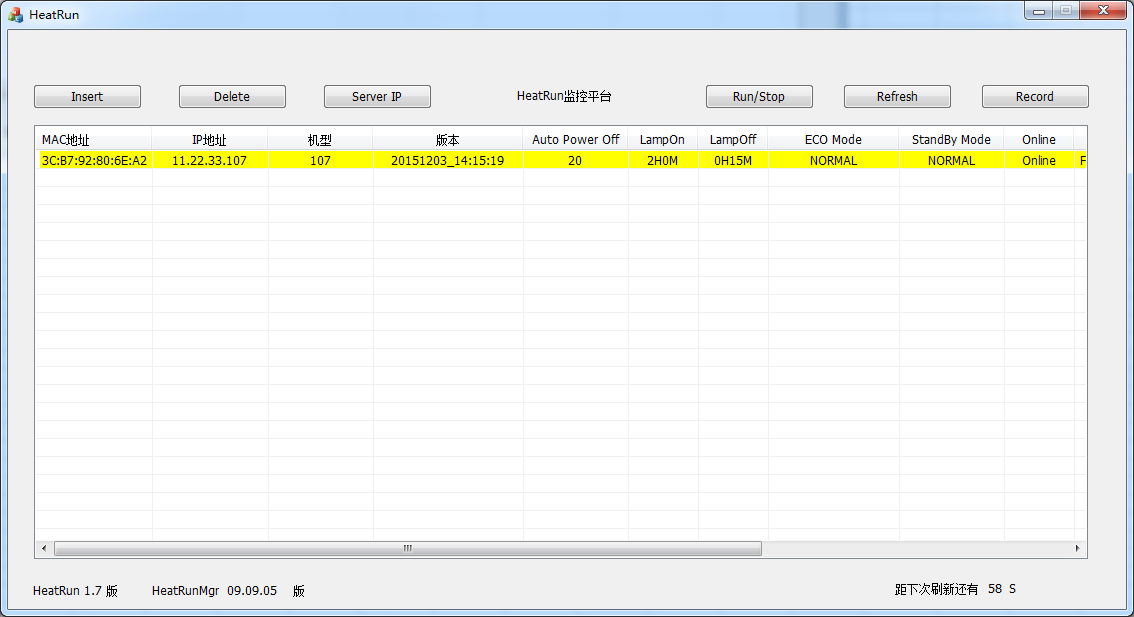 HeatRun
Insert Delete Server IP HeatRun监控平台 Run/Stop Refresh Record
MAC地址 IP地址 机型 版本 Auto Power Off LampOn LampOff ECO Mode StandBy Mode Online
3C:B7:92:80:6E:A2 11.22.33.107 107 20151203_14:15:19 20 2H0M 0H15M NORMAL NORMAL Online F
HeatRun 1.7 版 HeatRunMgr 09.09.05 版 距下次刷新还有 58 S